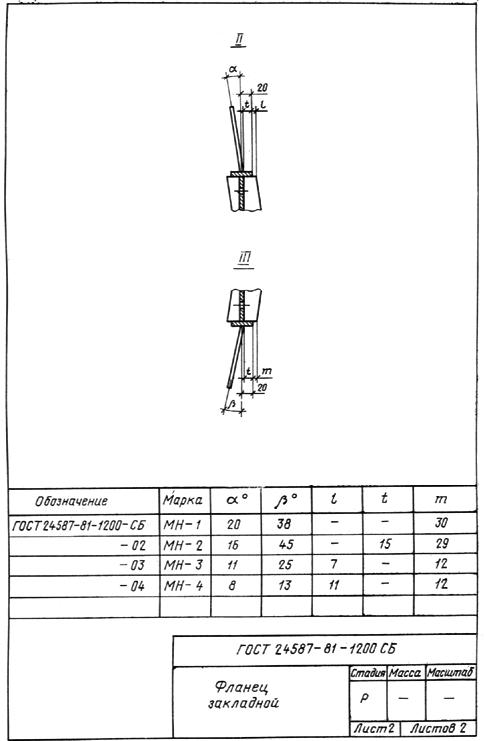 II
α
20
t l
III
t m
20
β
Обозначение Марка α° β° l t m
ГОСТ 24587-81-1200-СБ МН-1 20 38 – – 30
-02 МН-2 16 45 – 15 29
-03 МН-3 11 25 7 – 12
-04 МН-4 8 13 11 – 12
ГОСТ 24587-81-1200 СБ
Фланец
закладной
Стадия Масса Масштаб
Р – –
Лист 2 Листов 2